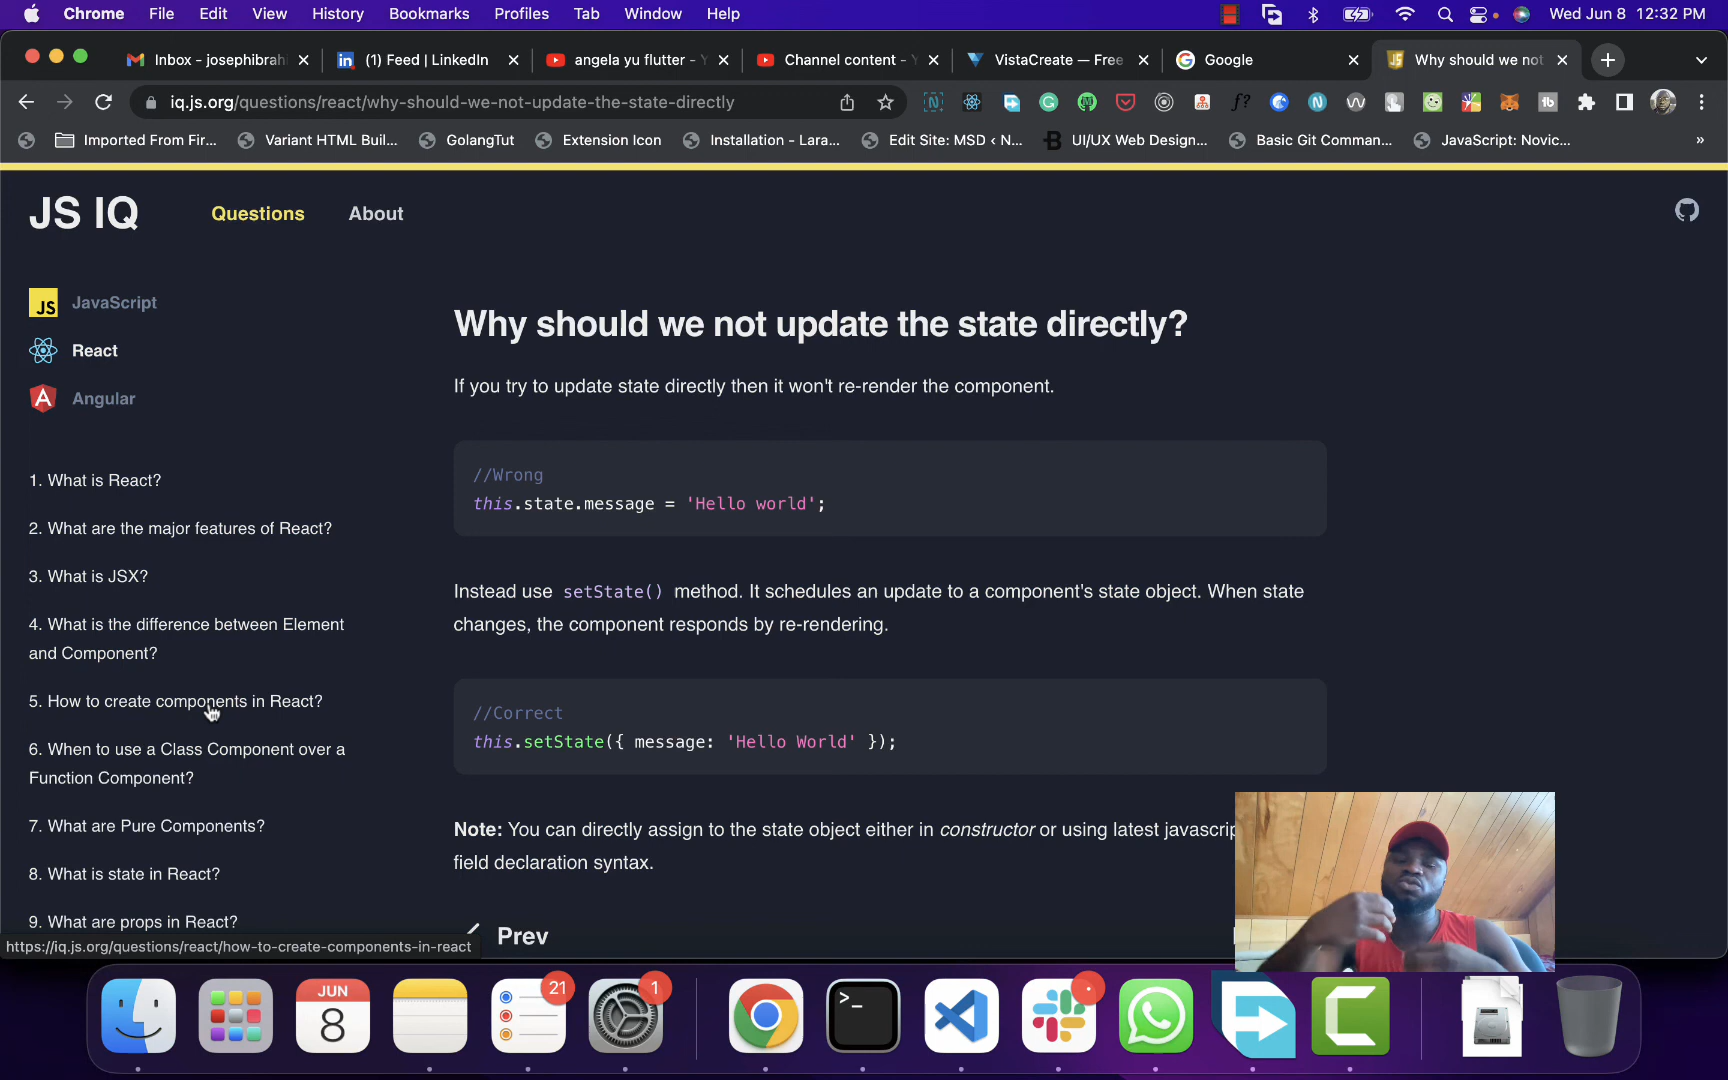 Chrome File Edit View History Bookmarks Profiles Tab Window Help
Wed Jun 8 12:32 PM
Inbox - josephibrah
(1) Feed | LinkedIn
angela yu flutter -
Channel content -
VistaCreate — Free
Google
Why should we not
iq.js.org/questions/react/why-should-we-not-update-the-state-directly
Imported From Fir...
Variant HTML Buil...
GolangTut
Extension Icon
Installation - Lara...
Edit Site: MSD ‹ N...
UI/UX Web Design...
Basic Git Comman...
JavaScript: Novic...
»
JS IQ
Questions
About
JS JavaScript
React
Angular
1. What is React?
2. What are the major features of React?
3. What is JSX?
4. What is the difference between Element
and Component?
5. How to create components in React?
6. When to use a Class Component over a
Function Component?
7. What are Pure Components?
8. What is state in React?
9. What are props in React?
https://iq.js.org/questions/react/how-to-create-components-in-react
Why should we not update the state directly?
If you try to update state directly then it won't re-render the component.
//Wrong
this.state.message = 'Hello world';
Instead use setState() method. It schedules an update to a component's state object. When state
changes, the component responds by re-rendering.
//Correct
this.setState({ message: 'Hello World' });
Note: You can directly assign to the state object either in constructor or using latest javascrip
field declaration syntax.
Prev
JUN
8
21
1
>_